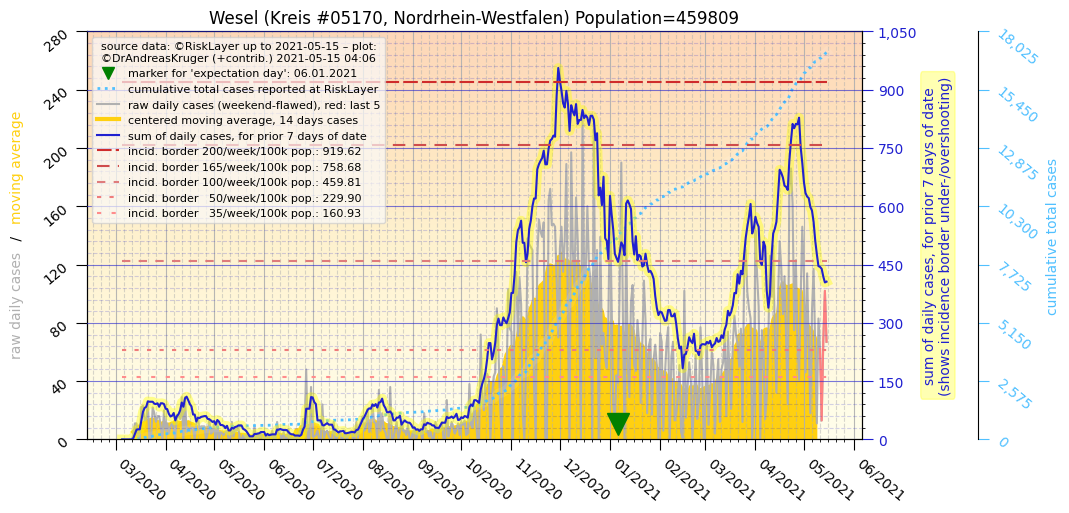 Wesel (Kreis #05170, Nordrhein-Westfalen) Population=459809
source data: ©RiskLayer up to 2021-05-15 – plot:
©DrAndreasKruger (+contrib.) 2021-05-15 04:06
marker for 'expectation day': 06.01.2021
cumulative total cases reported at RiskLayer
raw daily cases (weekend-flawed), red: last 5
centered moving average, 14 days cases
sum of daily cases, for prior 7 days of date
incid. border 200/week/100k pop.: 919.62
incid. border 165/week/100k pop.: 758.68
incid. border 100/week/100k pop.: 459.81
incid. border 50/week/100k pop.: 229.90
incid. border 35/week/100k pop.: 160.93
raw daily cases / moving average
280
240
200
160
120
80
40
0
03/2020
04/2020
05/2020
06/2020
07/2020
08/2020
09/2020
10/2020
11/2020
12/2020
01/2021
02/2021
03/2021
04/2021
05/2021
06/2021
1,050
900
750
600
450
300
150
0
sum of daily cases, for prior 7 days of date
(shows incidence border under-/overshooting)
18,025
15,450
12,875
10,300
7,725
5,150
2,575
0
cumulative total cases